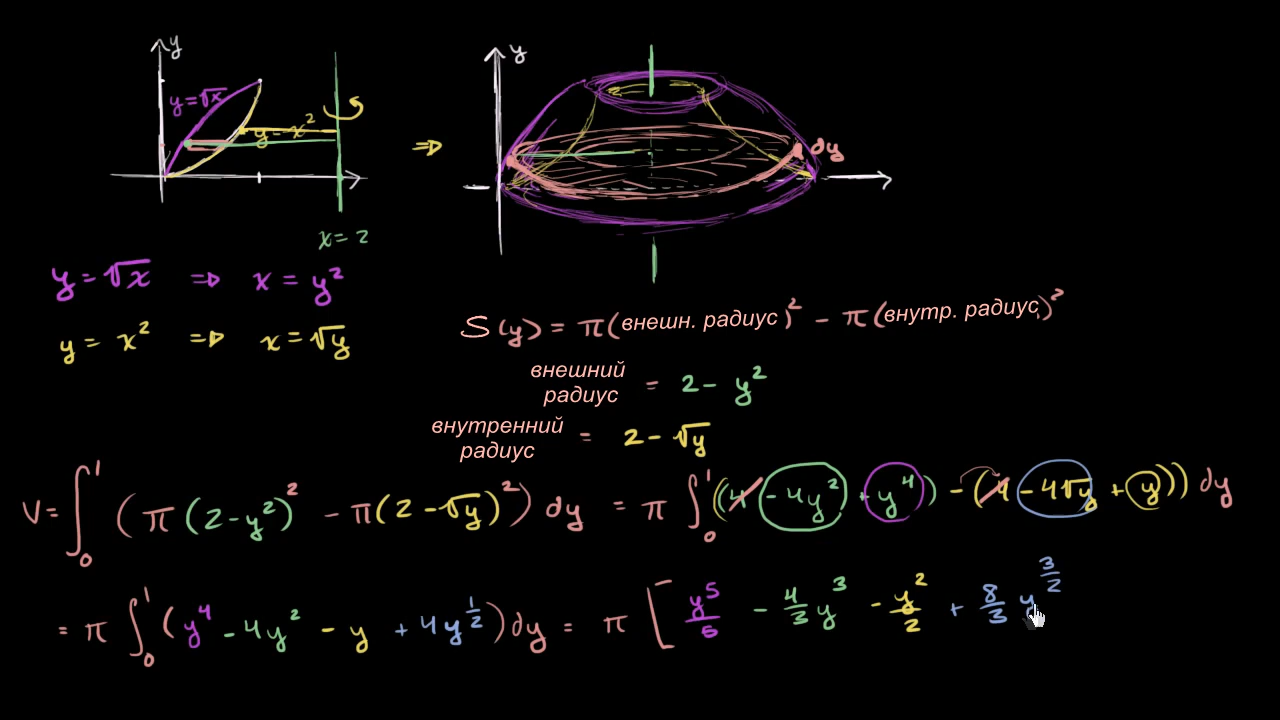 y
y = √x
y = x²
x = 2
⇒
y
dy
y = √x ⇒ x = y²
y = x² ⇒ x = √y
S(y) = π(внешн. радиус)² − π(внутр. радиус)²
внешний
радиус = 2 − y²
внутренний
радиус = 2 − √y
V = ∫₀¹ (π(2 − y²)² − π(2 − √y)²) dy = π ∫₀¹ ((4 − 4y² + y⁴) − (4 − 4√y + y)) dy
= π ∫₀¹ (y⁴ − 4y² − y + 4y^(1/2)) dy = π [ y⁵/5 − 4/3 y³ − y²/2 + 8/3 y^(3/2)